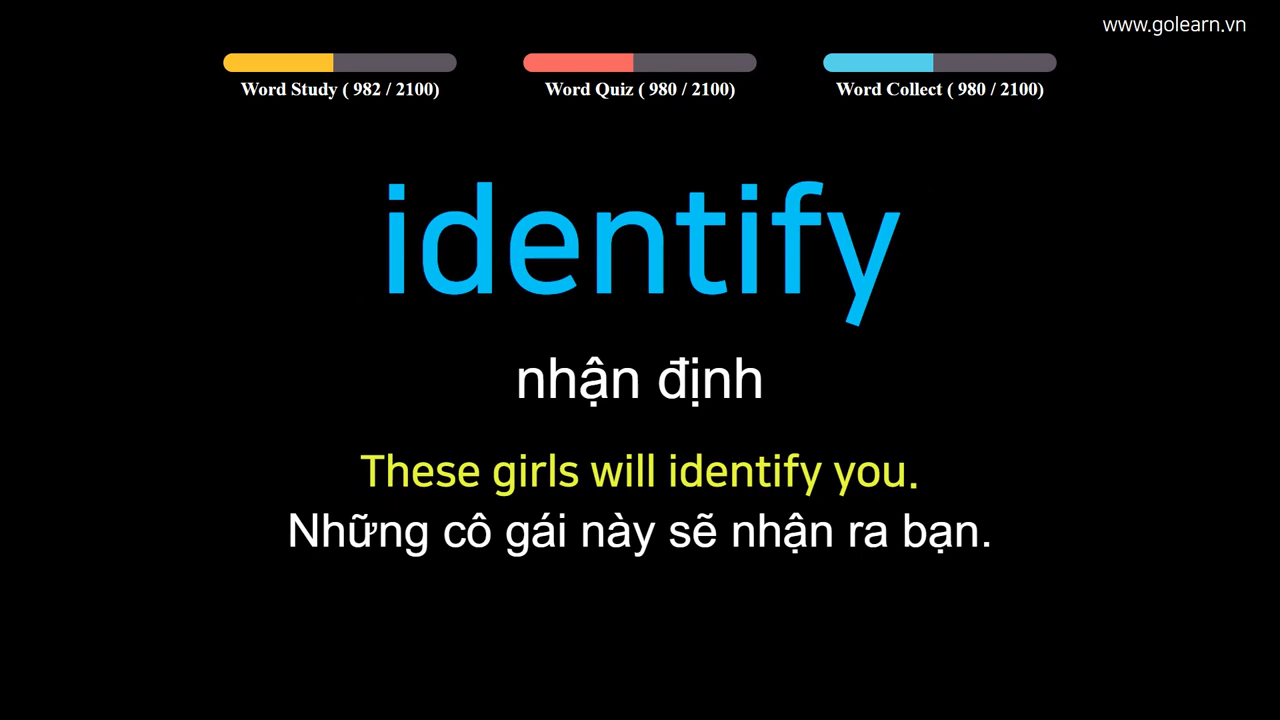 www.golearn.vn
Word Study ( 982 / 2100)
Word Quiz ( 980 / 2100)
Word Collect ( 980 / 2100)
identify
nhận định
These girls will identify you.
Những cô gái này sẽ nhận ra bạn.